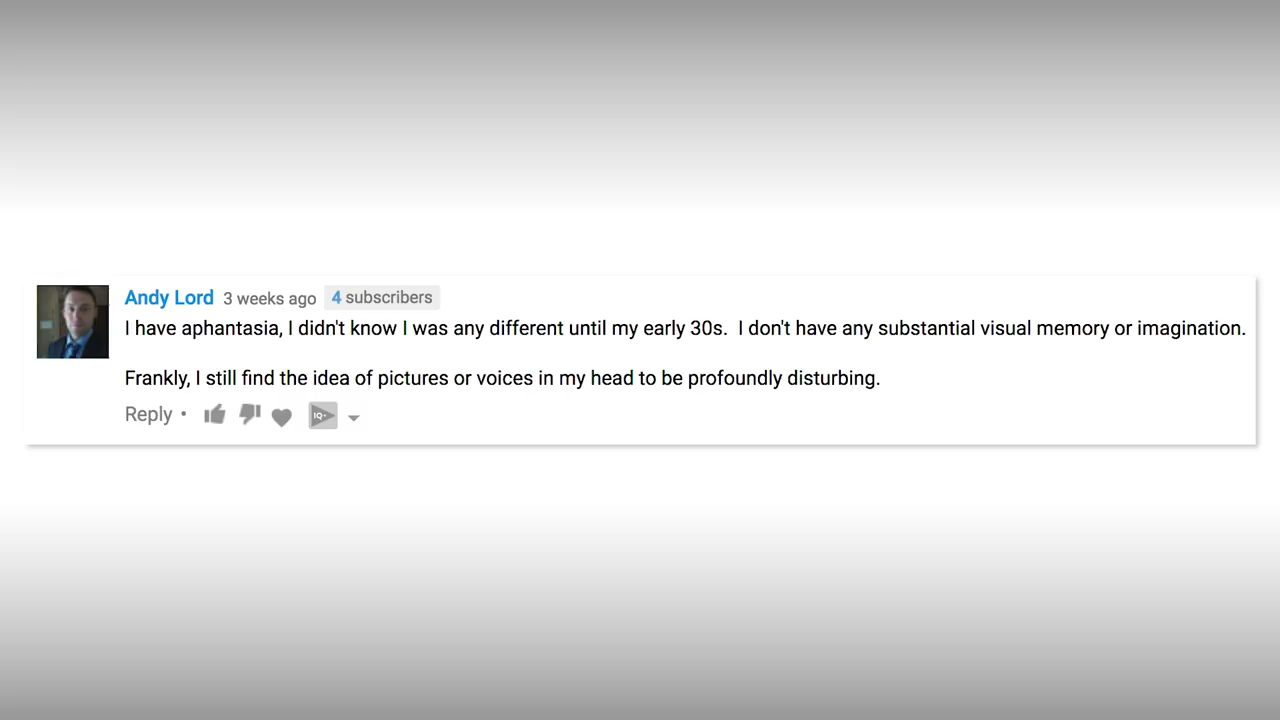 Andy Lord 3 weeks ago 4 subscribers
I have aphantasia, I didn't know I was any different until my early 30s.  I don't have any substantial visual memory or imagination.
Frankly, I still find the idea of pictures or voices in my head to be profoundly disturbing.
Reply • IQ+